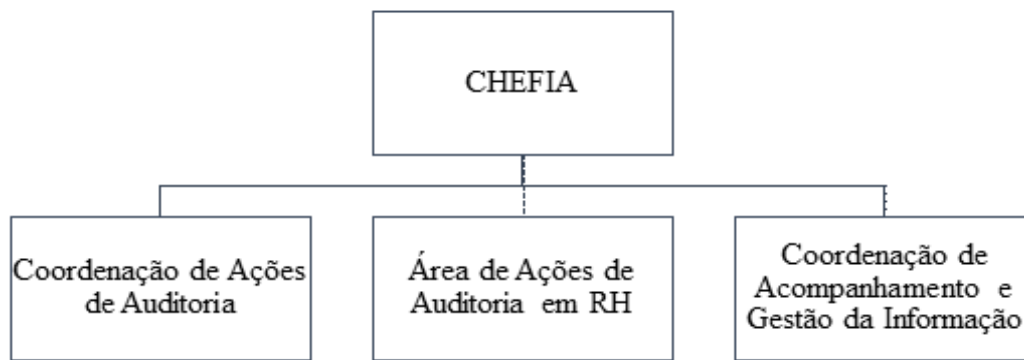 CHEFIA
Coordenação de Ações
de Auditoria
Área de Ações de
Auditoria em RH
Coordenação de
Acompanhamento e
Gestão da Informação